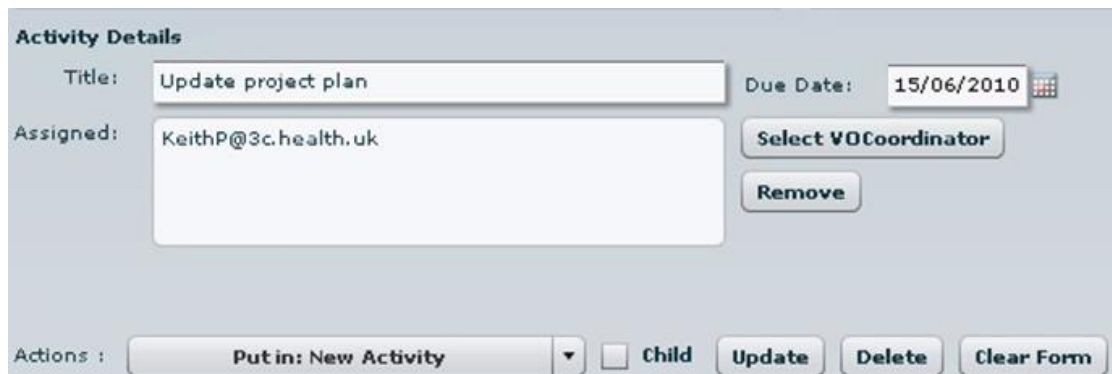 Activity Details
Title: Update project plan Due Date: 15/06/2010
Assigned: KeithP@3c.health.uk Select VOCoordinator
Remove
Actions : Put in: New Activity Child Update Delete Clear Form